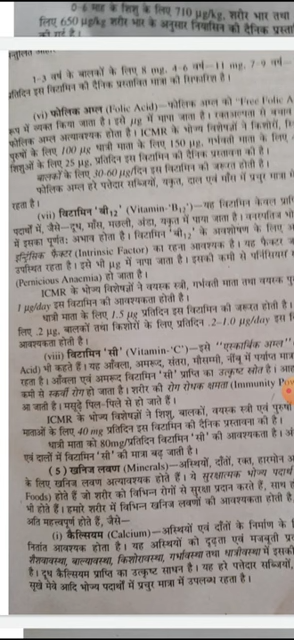 0-6 माह के शिशु के लिए 710 µg/kg, शरीर भार तथा
लिए 650 µg/kg शरीर भार के अनुसार नियासिन की दैनिक
1-3 वर्ष के बालकों के लिए 8 mg, 4-6 वर्ष–11 mg, 7-9 वर्ष–
प्रतिदिन इस विटामिन की दैनिक प्रस्तावित मात्रा की सिफारिश है।
(vi) फोलिक अम्ल (Folic Acid)—फोलिक अम्ल को "Free Folic A
रूप में व्यक्त किया जाता है। इसे µg में मापा जाता है। रक्ताल्पता से बचाव
फोलिक अम्ल अत्यावश्यक होता है। ICMR के भोज्य विशेषज्ञों ने किशोरों, स्त्रि
पुरुषों के लिए 100 µg धात्री माता के लिए 150 µg, गर्भवती माता के लिए
शिशुओं के लिए 25 µg, प्रतिदिन इस विटामिन की दैनिक प्रस्तावना की है।
बालकों के लिए 30-60 µg/दिन इस विटामिन की जरूरत होती है।
फोलिक अम्ल हरे पत्तेदार सब्जियों, यकृत, दाल एवं माँस में प्रचुर मात्रा में
रहता है।
(vii) विटामिन 'बी12' (Vitamin-'B12')—यह विटामिन केवल प्राणि
पदार्थों में, जैसे—दूध, माँस, मछली, अंडा, यकृत में पाया जाता है। वनस्पतिज भो
में इसका पूर्णतः अभाव होता है। विटामिन 'बी12' के अवशोषण के लिए अ
इन्ट्रिंसिक फैक्टर (Intrinsic Factor) का रहना आवश्यक है। यह फैक्टर
उपस्थित रहता है। इसे भी µg में मापा जाता है। इसकी कमी से पर्निसियस
(Pernicious Anaemia) हो जाता है।
ICMR के भोज्य विशेषज्ञों ने वयस्क स्त्री, गर्भवती माता तथा वयस्क पु
1 µg/day इस विटामिन की आवश्यकता होती है।
धात्री माता के लिए 1.5 µg प्रतिदिन इस विटामिन की जरूरत होती है।
लिए .2 µg, बालकों तथा किशोरों के लिए प्रतिदिन .2–1.0 µg/day इस
आवश्यकता होती है।
(viii) विटामिन 'सी' (Vitamin-'C')—इसे "एस्कार्बिक अम्ल"
Acid) भी कहते हैं। यह आँवला, अमरूद, संतरा, मौसम्मी, नींबू में पर्याप्त मात्र
रहता है। आँवला एवं अमरूद विटामिन 'सी' प्राप्ति का उत्कृष्ट स्रोत है।
कमी से स्कर्वी रोग हो जाता है। शरीर की रोग रोधक क्षमता (Immunity Pow
आ जाते है। मसूढ़े पिल-पिले से हो जाते हैं।
ICMR के भोज्य विशेषज्ञों ने शिशु, बालकों, वयस्क स्त्री एवं पुरुषों
माताओं के लिए 40 mg प्रतिदिन इस विटामिन की दैनिक प्रस्तावना की है।
धात्री माता को 80mg/प्रतिदिन विटामिन 'सी' की आवश्यकता है।
एवं दालों में विटामिन 'सी' की मात्रा बढ़ जाती है।
(5) खनिज लवण (Minerals)—अस्थियों, दाँतों, रक्त, हारमोन
के लिए खनिज लवण अत्यावश्यक होते हैं। ये सुरक्षात्मक भोज्य पदार्थ
Foods) होते हैं जो शरीर को विभिन्न रोगों से सुरक्षा प्रदान करते हैं, साथ ह
भी होते हैं। हमारे शरीर में विभिन्न खनिज लवणों की आवश्यकता होती है
अति महत्वपूर्ण होते हैं, जैसे—
(i) कैल्सियम (Calcium)—अस्थियों एवं दाँतों के निर्माण के
नितांत आवश्यक होता है। यह अस्थियों को दृढ़ता एवं मजबूती प्र
शैशवावस्था, बाल्यावस्था, किशोरावस्था, गर्भावस्था तथा धात्रीवस्था में इसकी
है। दूध कैल्सियम प्राप्ति का उत्कृष्ट साधन है। यह हरे पत्तेदार सब्जियों,
सूखे मेवे आदि भोज्य पदार्थों में प्रचुर मात्रा में उपलब्ध रहता है।